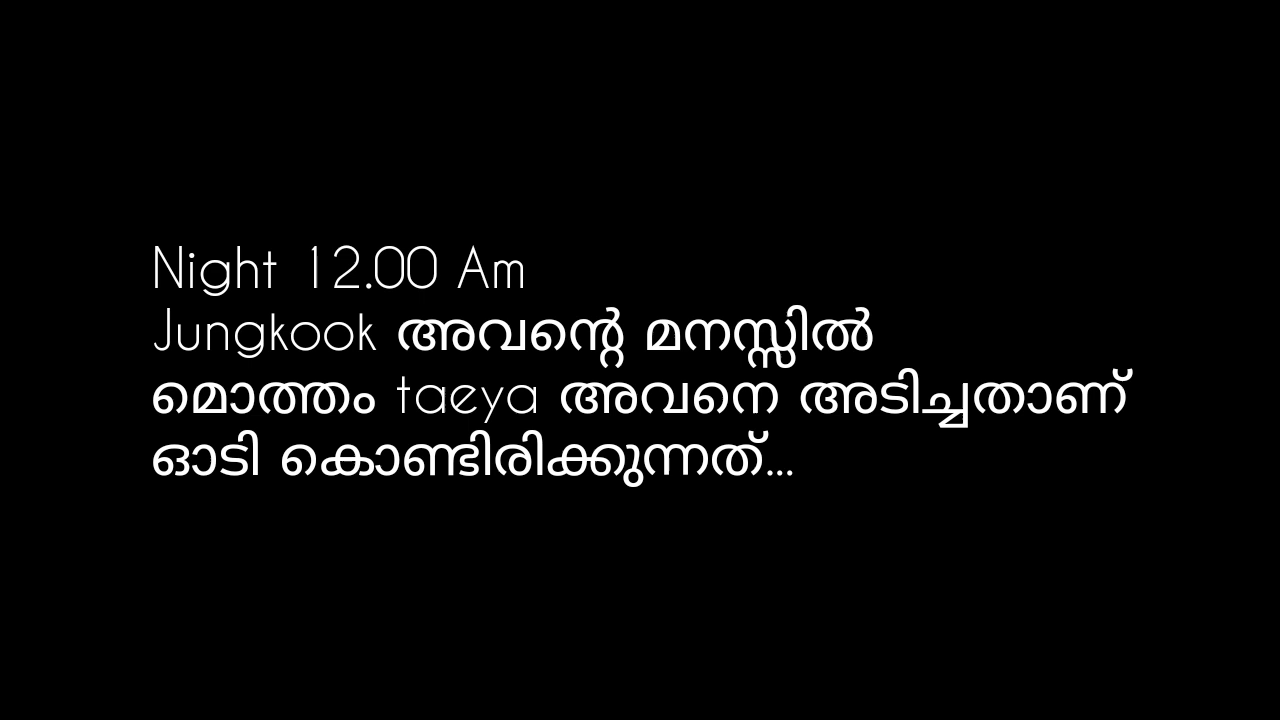 Night 12.00 Am
Jungkook അവന്റെ മനസ്സിൽ
മൊത്തം taeya അവനെ അടിച്ചതാണ്
ഓടി കൊണ്ടിരിക്കുന്നത്...